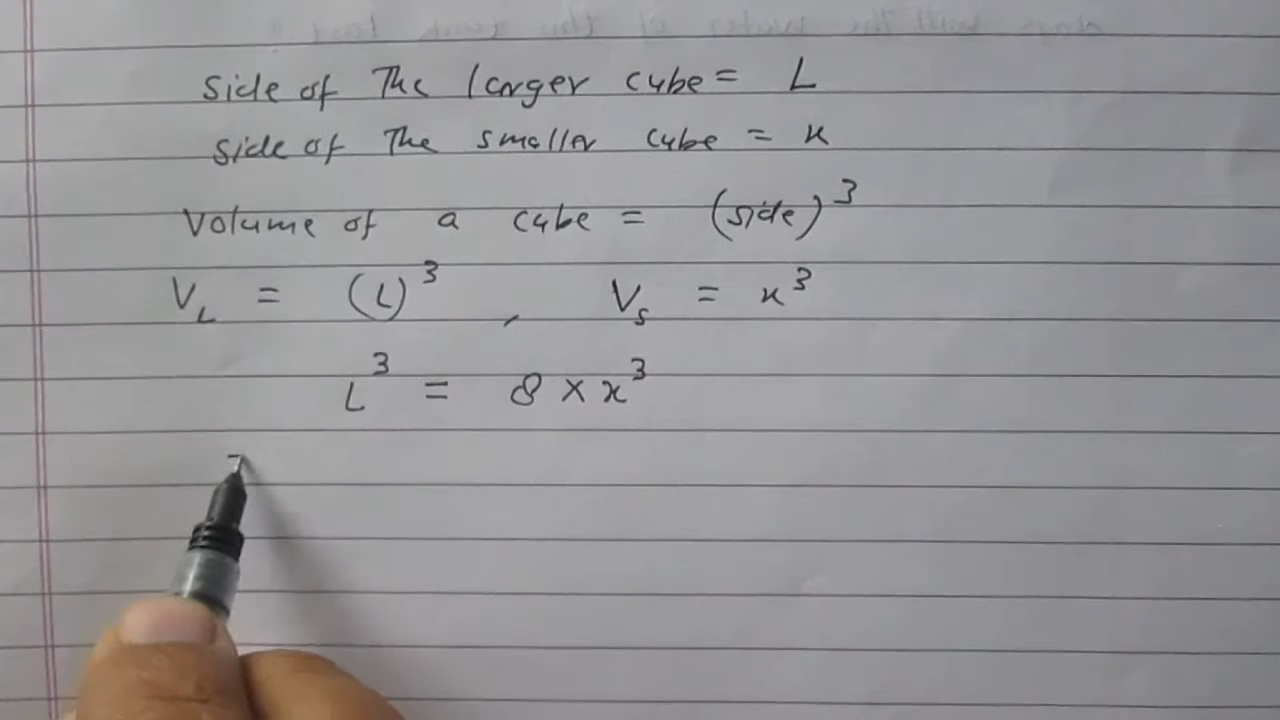 Side of The larger cube = L
Side of The smaller cube = x
Volume of a cube = (side)³
V_L = (L)³ , V_s = x³
L³ = 8 × x³